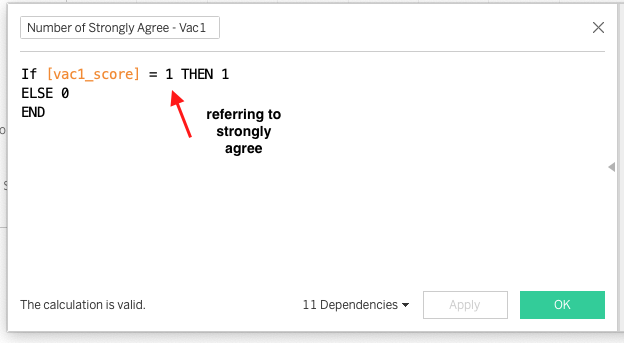 Number of Strongly Agree - Vac1
If [vac1_score] = 1 THEN 1
ELSE 0
END
referring to
strongly
agree
The calculation is valid.
11 Dependencies
Apply
OK